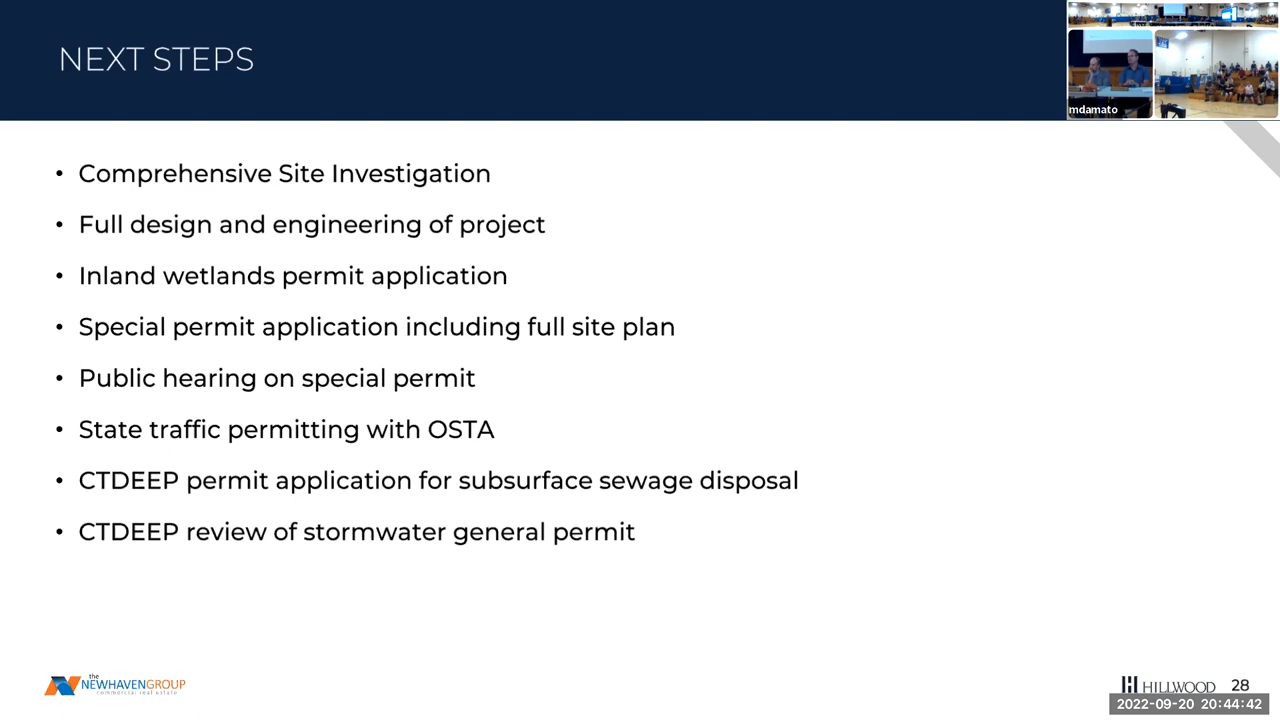 NEXT STEPS
mdamato
• Comprehensive Site Investigation
• Full design and engineering of project
• Inland wetlands permit application
• Special permit application including full site plan
• Public hearing on special permit
• State traffic permitting with OSTA
• CTDEEP permit application for subsurface sewage disposal
• CTDEEP review of stormwater general permit
the
NEWHAVENGROUP
commercial real estate
HILLWOOD 28
2022-09-20 20:44:42